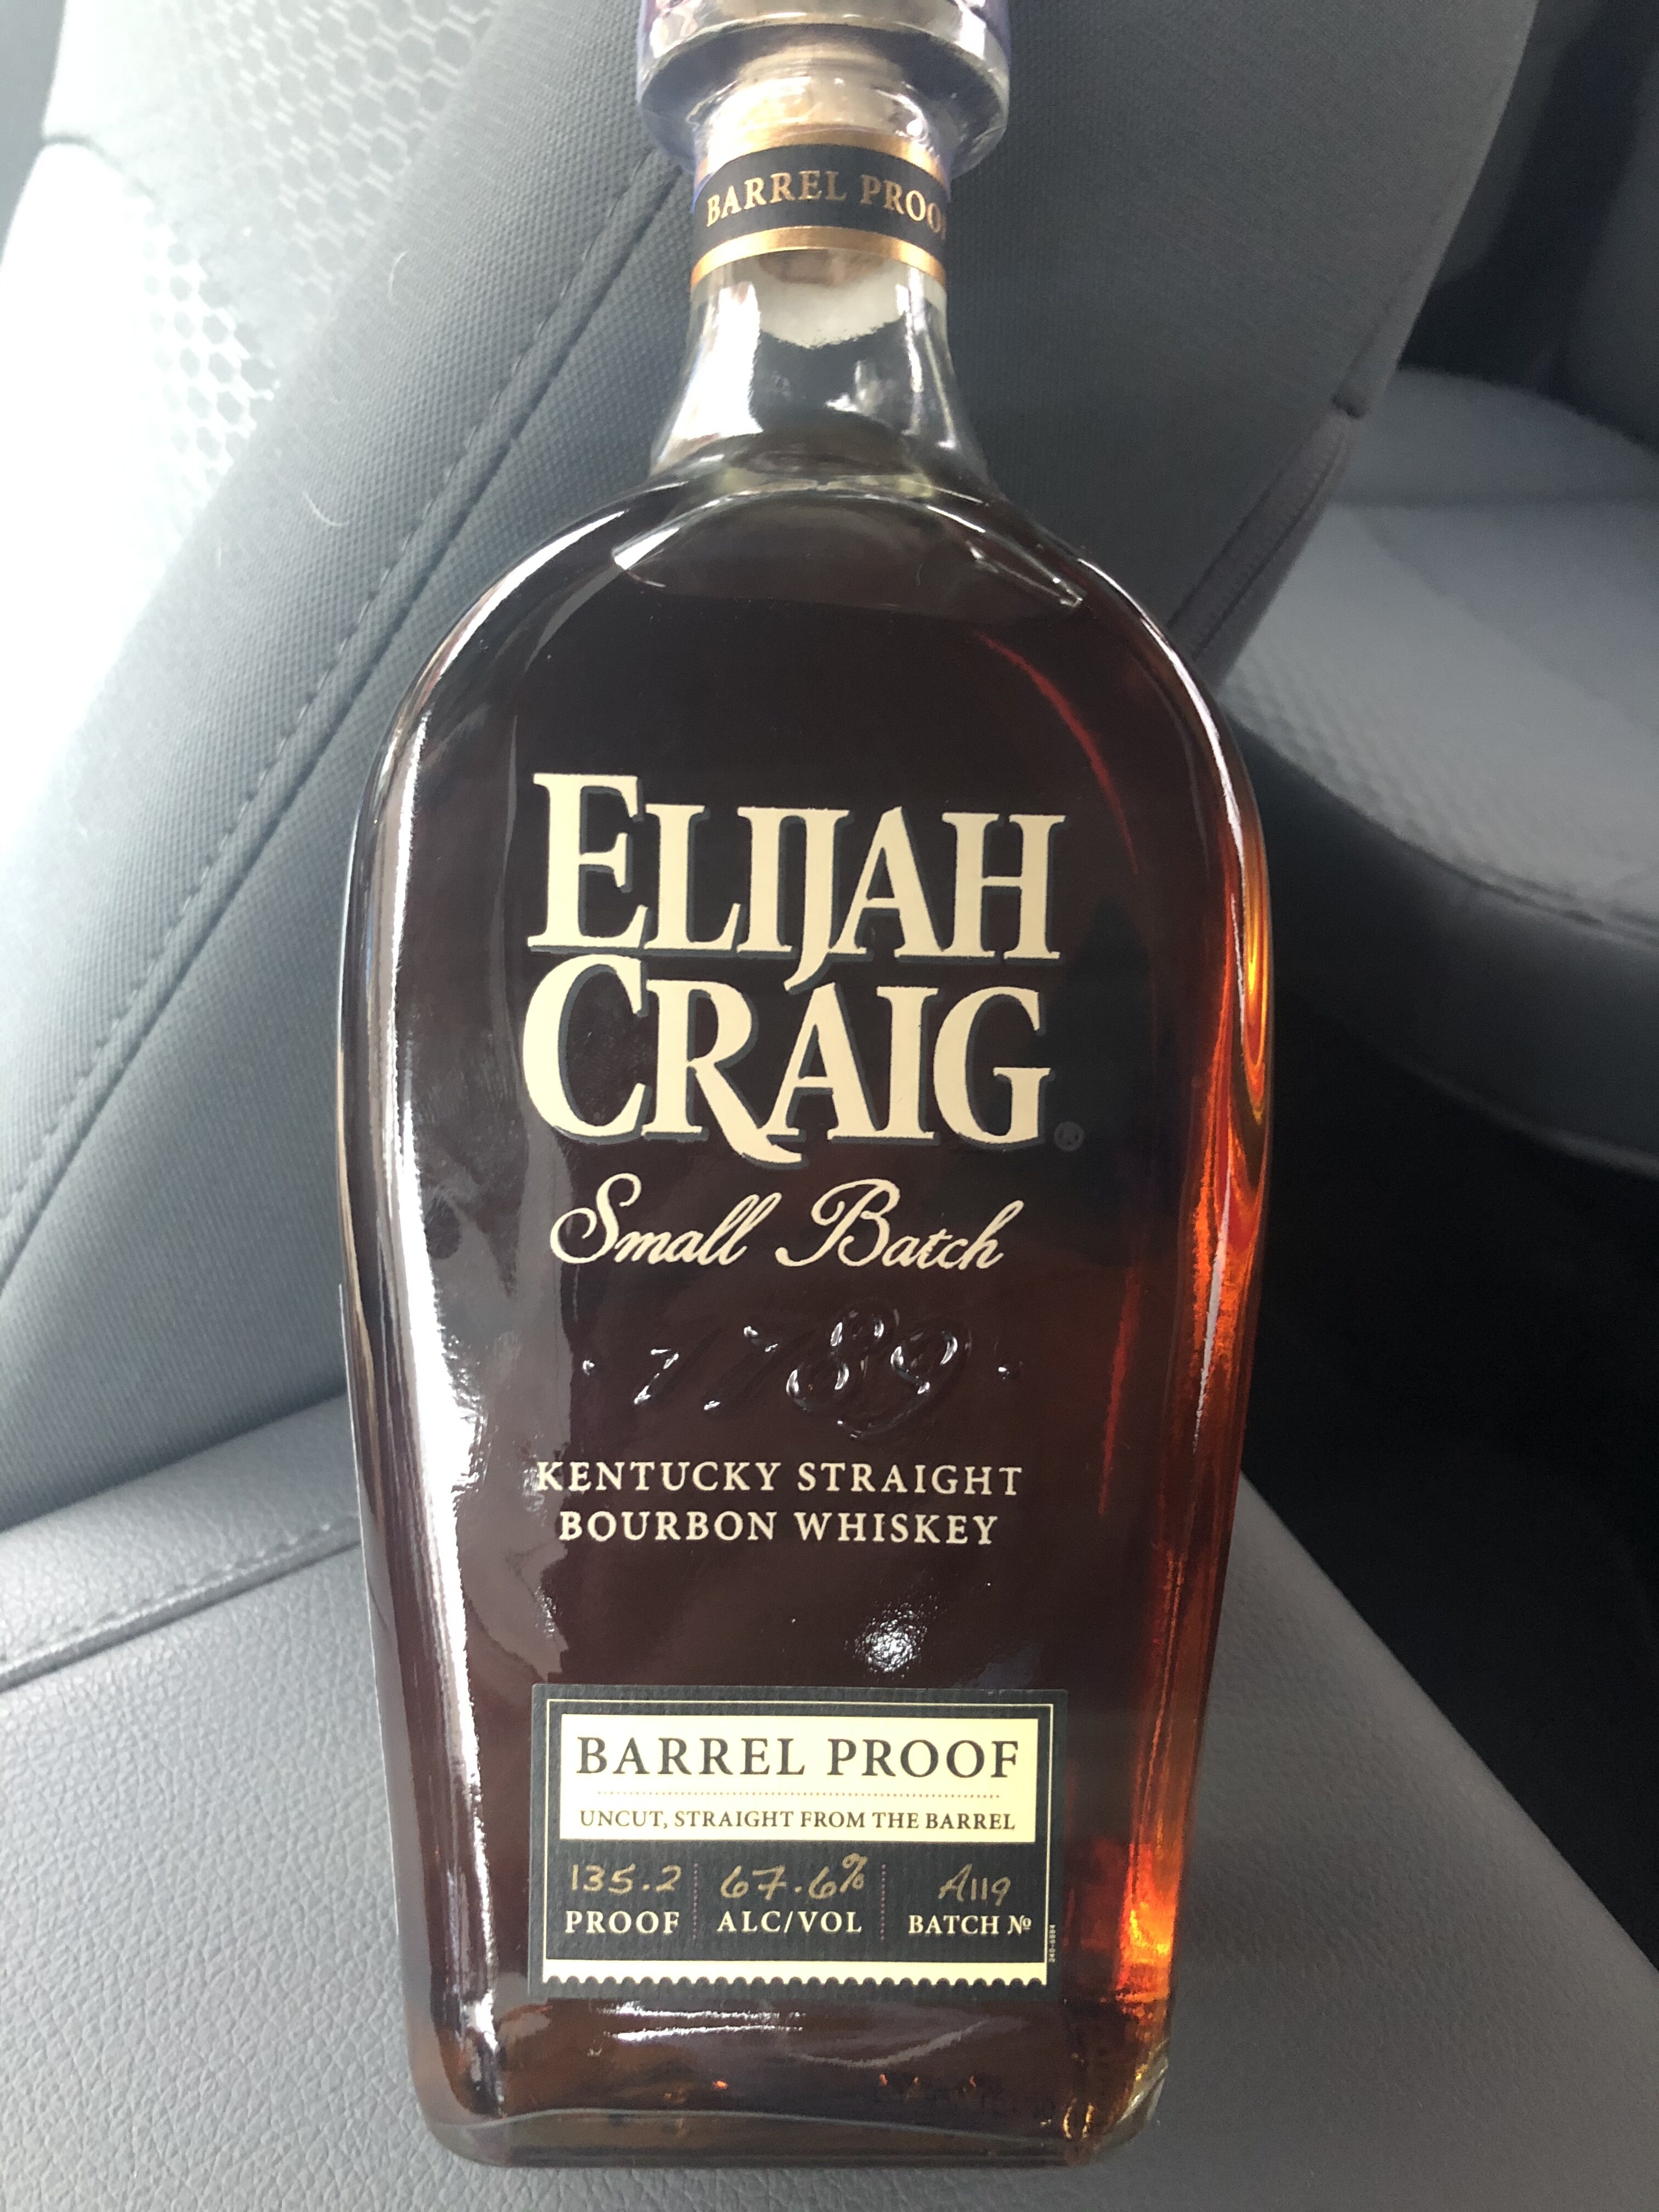 BARREL PROO
ELIJAH
CRAIG®
Small Batch
· 1789 ·
KENTUCKY STRAIGHT
BOURBON WHISKEY
BARREL PROOF
UNCUT, STRAIGHT FROM THE BARREL
135.2 67.6% A119
PROOF ALC/VOL BATCH №